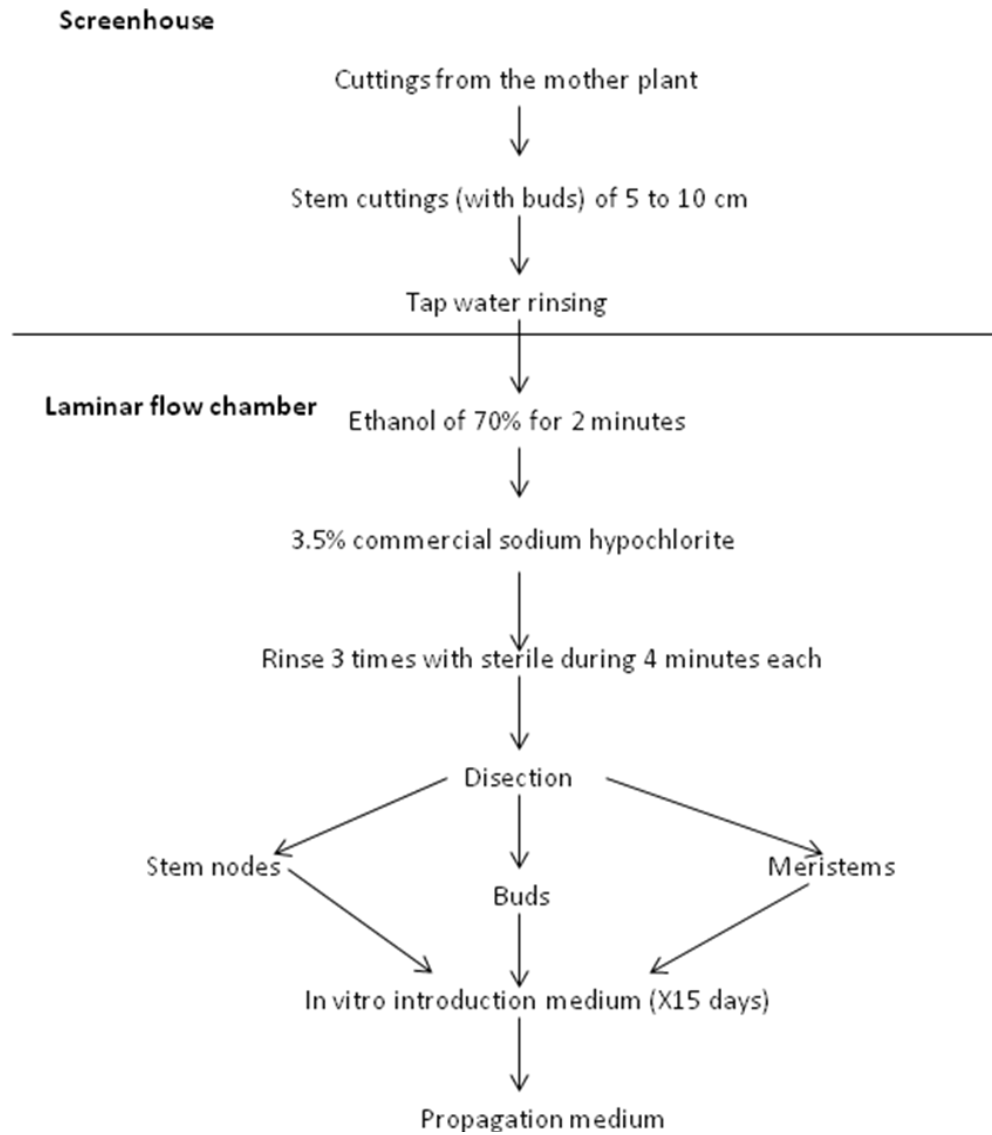 Screenhouse
Cuttings from the mother plant
Stem cuttings (with buds) of 5 to 10 cm
Tap water rinsing
Laminar flow chamber
Ethanol of 70% for 2 minutes
3.5% commercial sodium hypochlorite
Rinse 3 times with sterile during 4 minutes each
Disection
Stem nodes
Meristems
Buds
In vitro introduction medium (X15 days)
Propagation medium